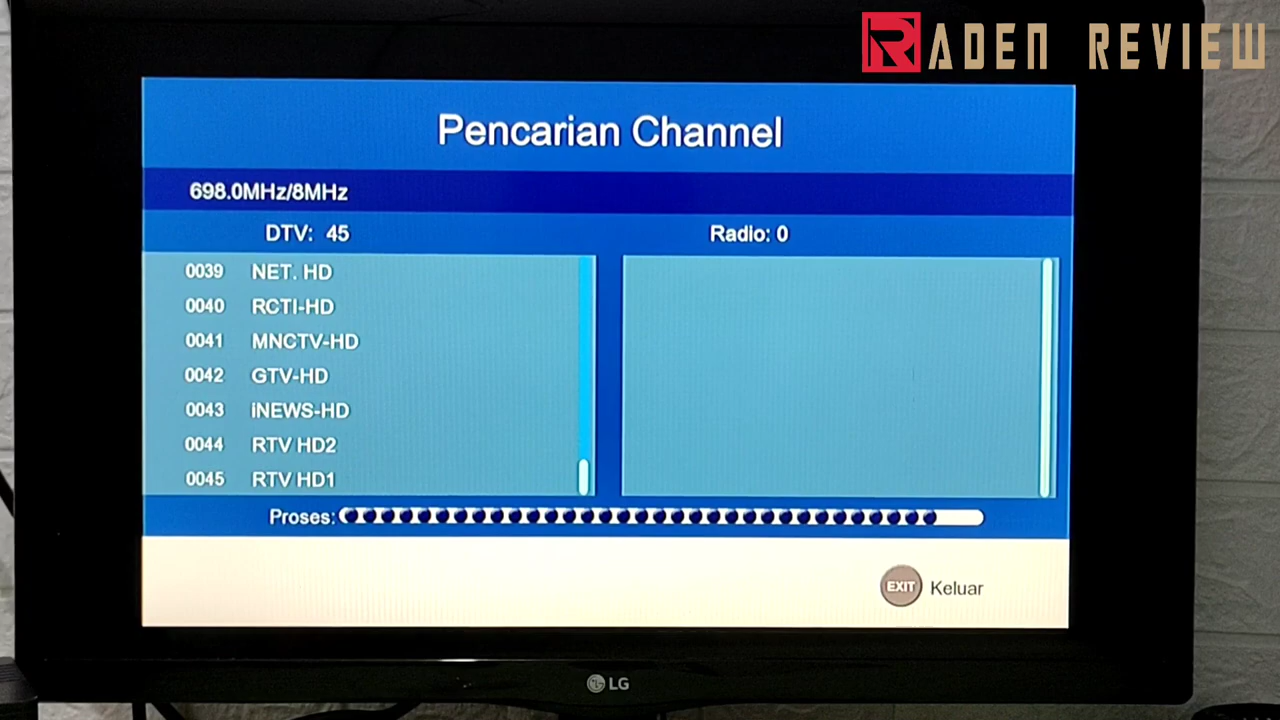 RADEN REVIEW
Pencarian Channel
698.0MHz/8MHz
DTV: 45
Radio: 0
0039 NET. HD
0040 RCTI-HD
0041 MNCTV-HD
0042 GTV-HD
0043 iNEWS-HD
0044 RTV HD2
0045 RTV HD1
Proses:
EXIT Keluar
LG